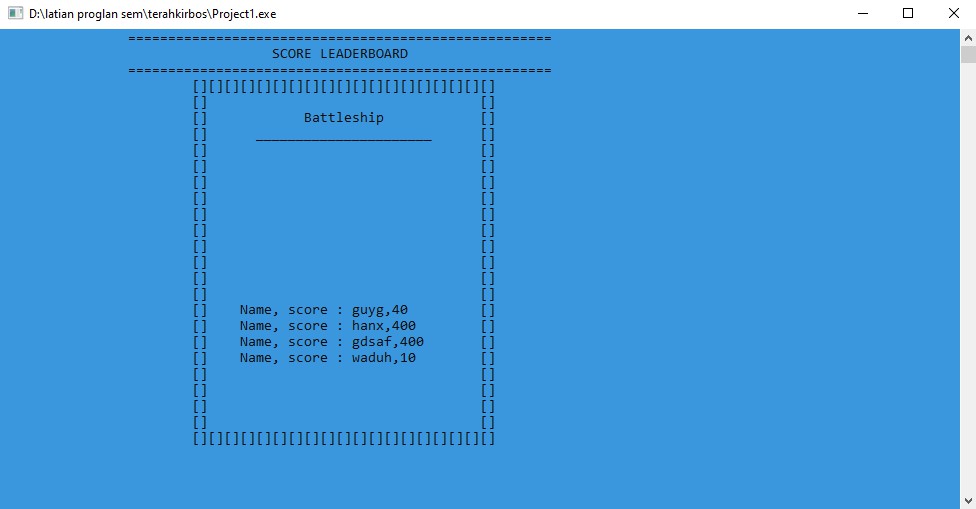 D:\latian proglan sem\terahkirbos\Project1.exe
=====================================================
SCORE LEADERBOARD
=====================================================
[][][][][][][][][][][][][][][][][][][]
[] []
[] Battleship []
[] ______________________ []
[] []
[] []
[] []
[] []
[] []
[] []
[] []
[] []
[] []
[] []
[] Name, score : guyg,40 []
[] Name, score : hanx,400 []
[] Name, score : gdsaf,400 []
[] Name, score : waduh,10 []
[] []
[] []
[] []
[] []
[][][][][][][][][][][][][][][][][][][]